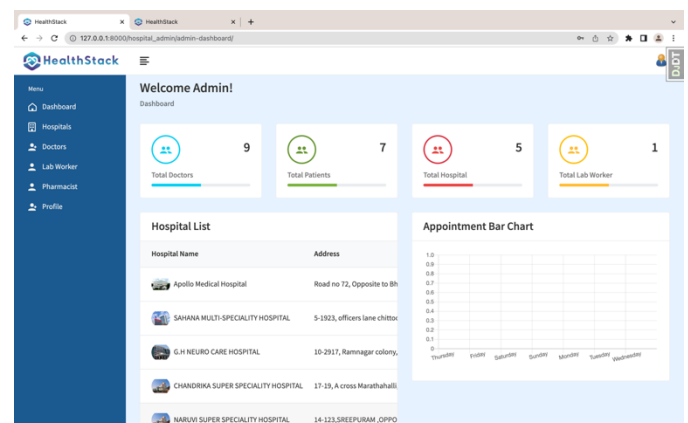 HealthStack
HealthStack
127.0.0.1:8000/hospital_admin/admin-dashboard/
HealthStack
DjDT
Menu
Dashboard
Hospitals
Doctors
Lab Worker
Pharmacist
Profile
Welcome Admin!
Dashboard
9
Total Doctors
7
Total Patients
5
Total Hospital
1
Total Lab Worker
Hospital List
Hospital Name Address
Apollo Medical Hospital Road no 72, Opposite to Bh
SAHANA MULTI-SPECIALITY HOSPITAL 5-1923, officers lane chittoo
G.H NEURO CARE HOSPITAL 10-2917, Ramnagar colony,
CHANDRIKA SUPER SPECIALITY HOSPITAL 17-19, A cross Marathahalli
NARUVI SUPER SPECIALITY HOSPITAL 14-123,SREEPURAM ,OPPO
Appointment Bar Chart
1.0
0.9
0.8
0.7
0.6
0.5
0.4
0.3
0.2
0.1
0
Thursday Friday Saturday Sunday Monday Tuesday Wednesday